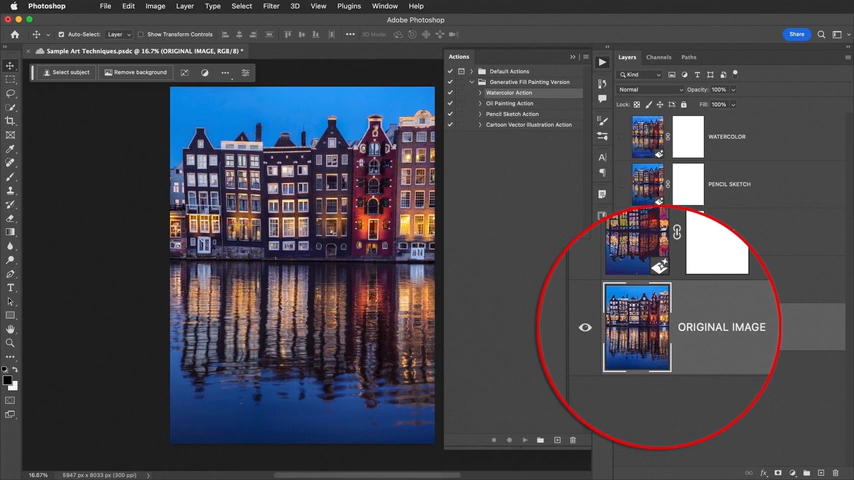 Photoshop File Edit Image Layer Type Select Filter 3D View Plugins Window Help
Adobe Photoshop
Auto-Select: Layer Show Transform Controls 3D Mode: Share
Sample Art Techniques.psdc @ 16.7% (ORIGINAL IMAGE, RGB/8) *
Select subject Remove background
Actions
Default Actions
Generative Fill Painting Version
Watercolor Action
Oil Painting Action
Pencil Sketch Action
Cartoon Vector Illustration Action
Layers Channels Paths
Kind
Normal Opacity: 100%
Lock: Fill: 100%
WATERCOLOR
PENCIL SKETCH
ORIGINAL IMAGE
16.67% 5947 px x 8033 px (300 ppi)